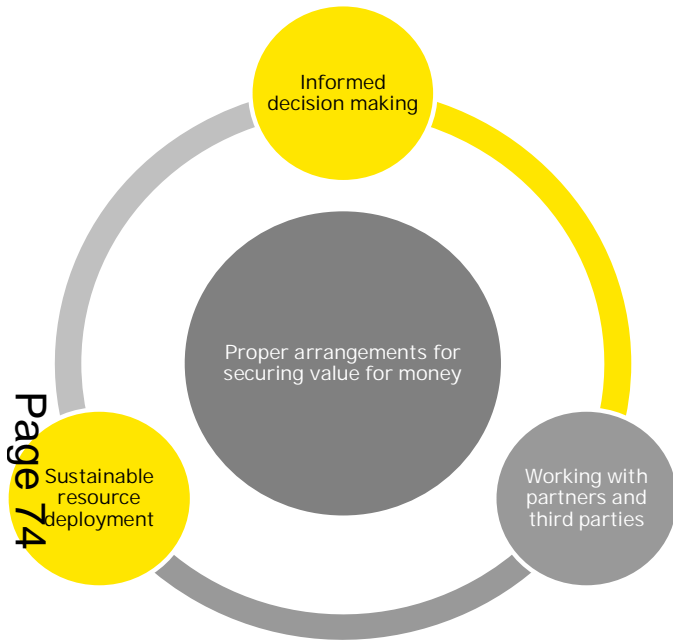 Informed
decision making
Proper arrangements for
securing value for money
Sustainable
resource
deployment
Working with
partners and
third parties
Page 74